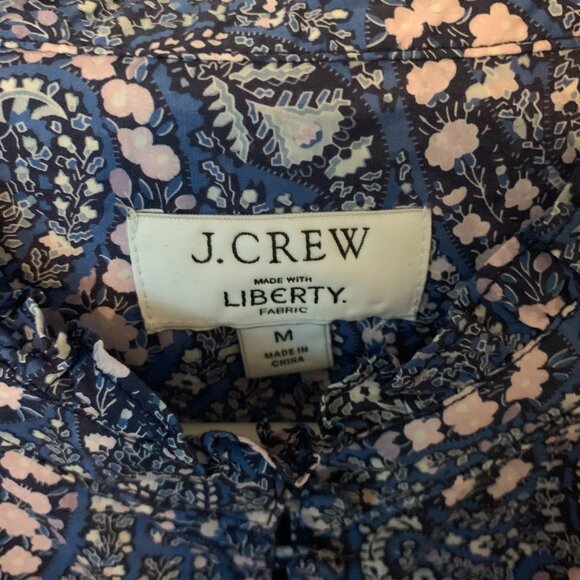 J.CREW
MADE WITH
LIBERTY.
FABRIC
M
MADE IN
CHINA